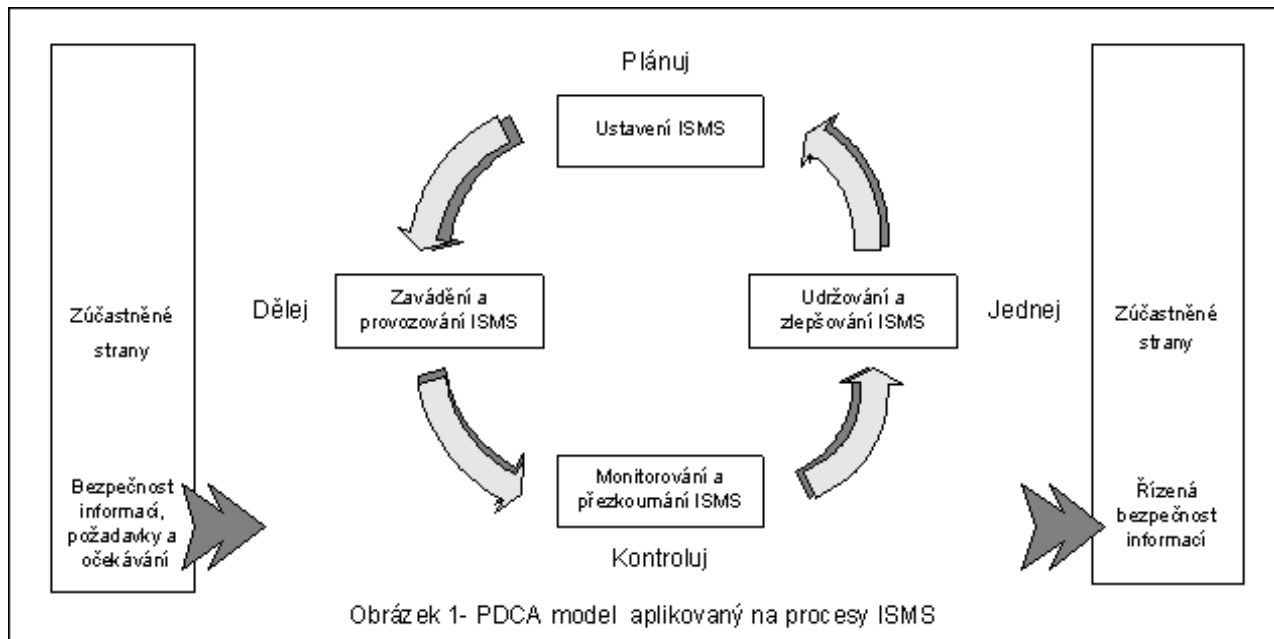 Plánuj
Ustavení ISMS
Dělej
Zavádění a
provozování ISMS
Udržování a
zlepšování ISMS
Jednej
Zúčastněné
strany
Zúčastněné
strany
Monitorování a
přezkoumání ISMS
Kontroluj
Bezpečnost
informací,
požadavky a
očekávání
Řízená
bezpečnost
informací
Obrázek 1- PDCA model aplikovaný na procesy ISMS